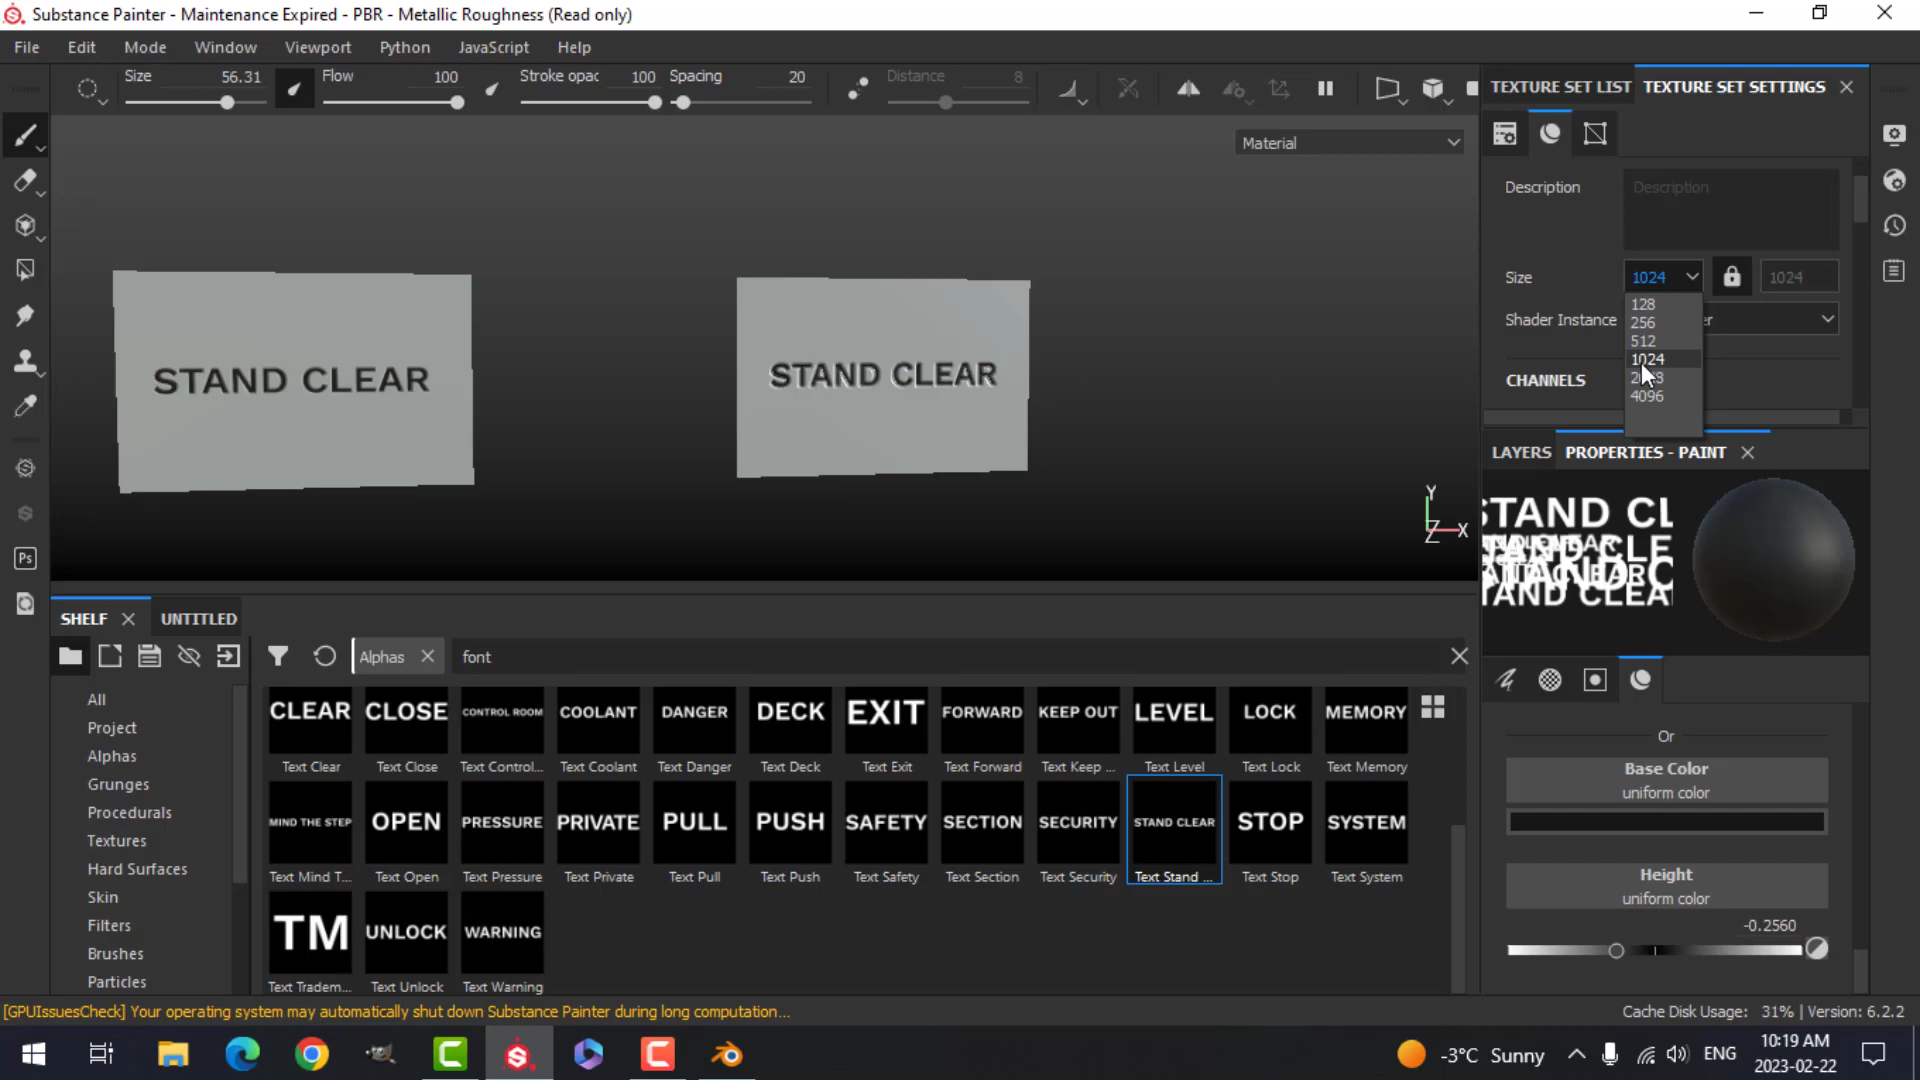 Substance Painter - Maintenance Expired - PBR - Metallic Roughness (Read only)
File Edit Mode Window Viewport Python JavaScript Help
Size 56.31 Flow 100 Stroke opac 100 Spacing 20 Distance 8
TEXTURE SET LIST TEXTURE SET SETTINGS
Material
Description Description
Size 1024 1024
128
256
512
1024
4096
Shader Instance
CHANNELS
STAND CLEAR STAND CLEAR
Y
Z X
LAYERS PROPERTIES - PAINT
STAND CL
TAND CLEA
SHELF UNTITLED
Alphas font
All
Project
Alphas
Grunges
Procedurals
Textures
Hard Surfaces
Skin
Filters
Brushes
Particles
CLEAR CLOSE CONTROL ROOM COOLANT DANGER DECK EXIT FORWARD KEEP OUT LEVEL LOCK MEMORY
Text Clear Text Close Text Control... Text Coolant Text Danger Text Deck Text Exit Text Forward Text Keep ... Text Level Text Lock Text Memory
MIND THE STEP OPEN PRESSURE PRIVATE PULL PUSH SAFETY SECTION SECURITY STAND CLEAR STOP SYSTEM
Text Mind T... Text Open Text Pressure Text Private Text Pull Text Push Text Safety Text Section Text Security Text Stand ... Text Stop Text System
TM UNLOCK WARNING
Text Tradem... Text Unlock Text Warning
Or
Base Color
uniform color
Height
uniform color
-0.2560
[GPUIssuesCheck] Your operating system may automatically shut down Substance Painter during long computation...
Cache Disk Usage: 31% | Version: 6.2.2
Ps
-3°C Sunny ENG 10:19 AM
2023-02-22